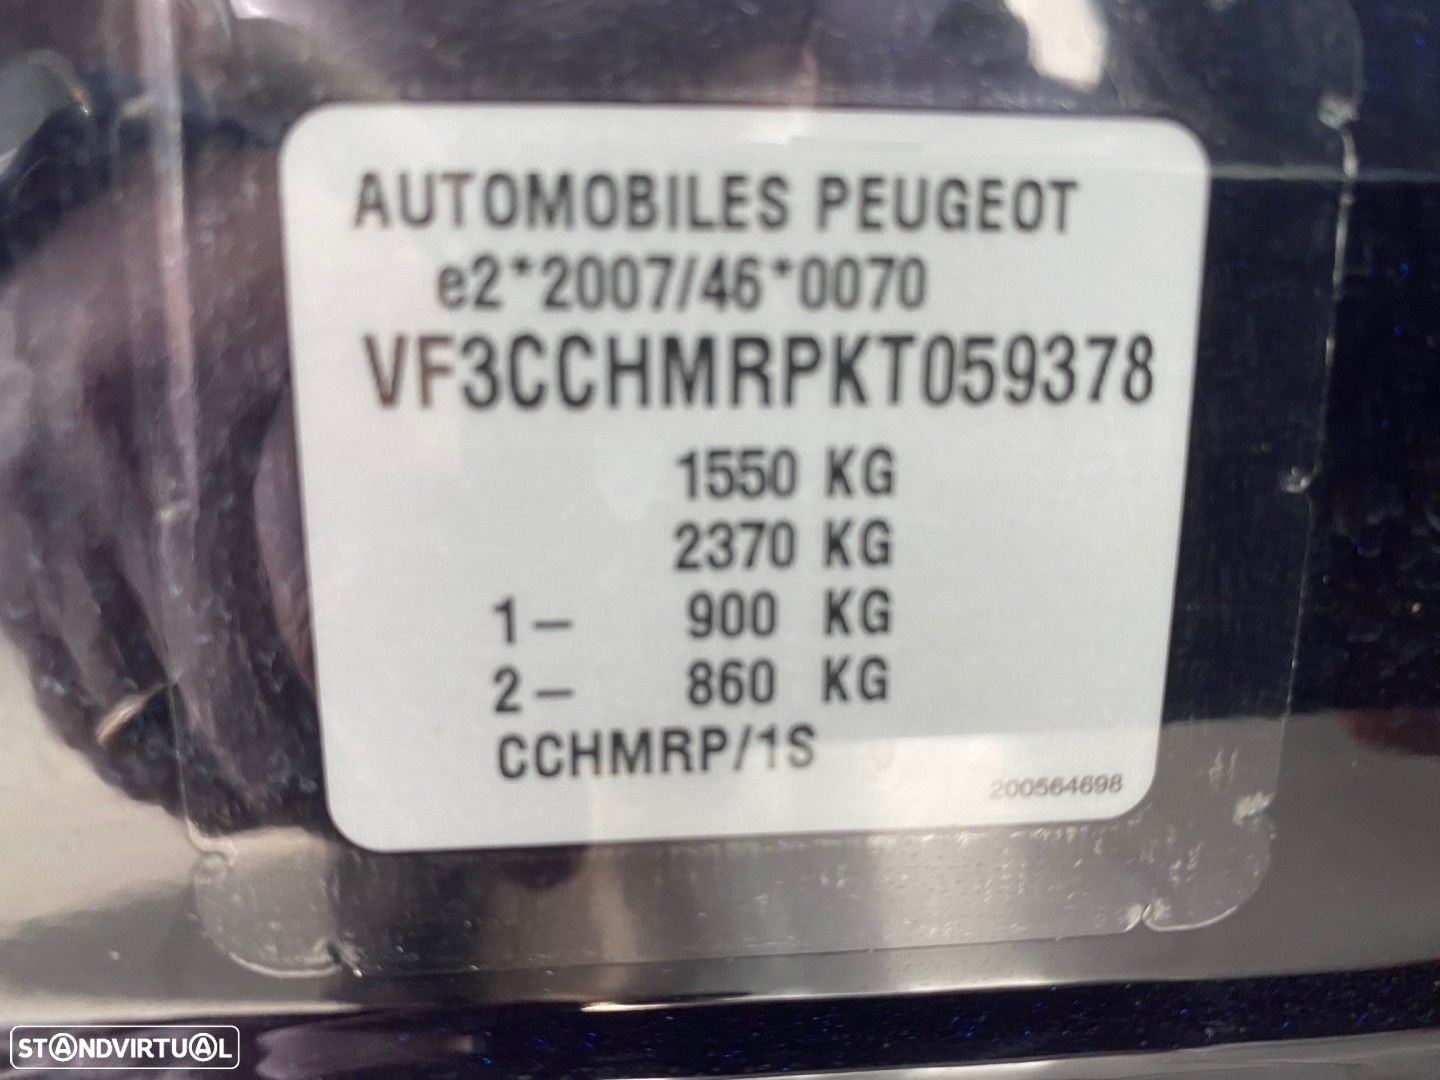 AUTOMOBILES PEUGEOT
e2*2007/46*0070
VF3CCHMRPKT059378
1550 KG
2370 KG
1- 900 KG
2- 860 KG
CCHMRP/1S
200564698
STANDVIRTUAL